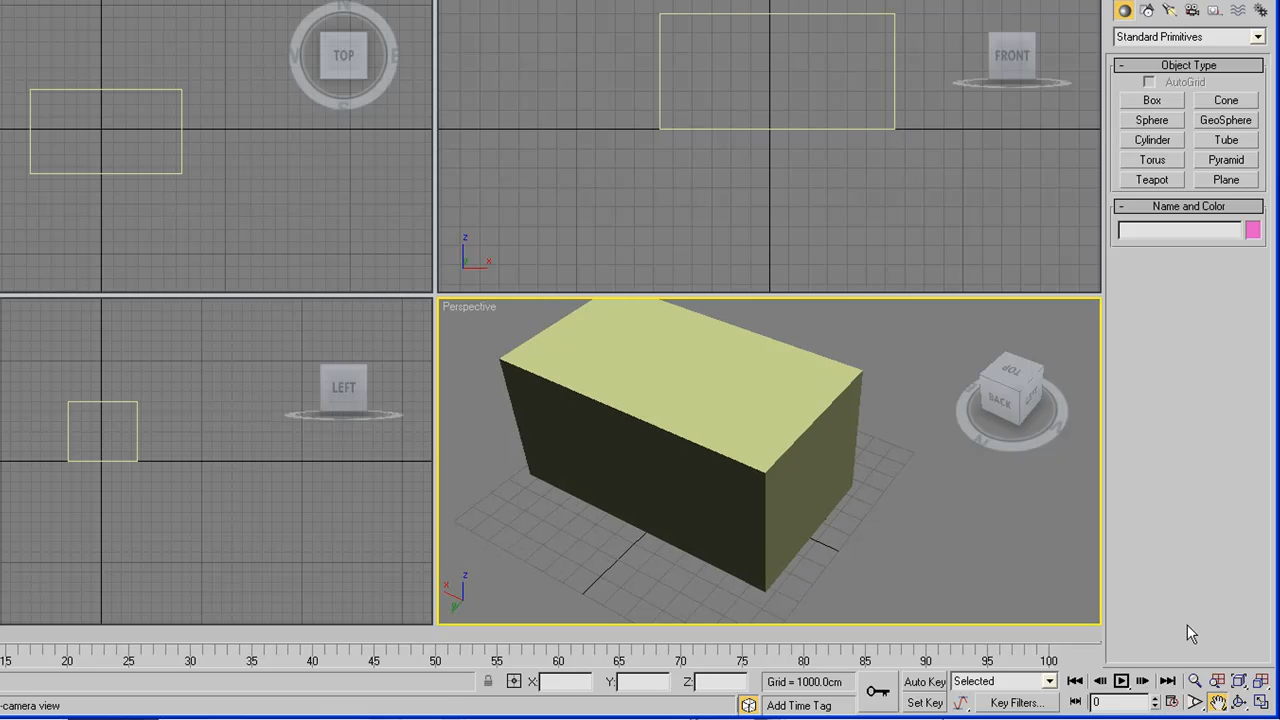 N
W
TOP
E
S
FRONT
z
y
x
LEFT
Perspective
TOP
BACK
LEFT
N
x
z
y
Standard Primitives
-
Object Type
AutoGrid
Box
Cone
Sphere
GeoSphere
Cylinder
Tube
Torus
Pyramid
Teapot
Plane
-
Name and Color
15 20 25 30 35 40 45 50 55 60 65 70 75 80 85 90 95 100
X:
Y:
Z:
Grid = 1000.0cm
Auto Key
Selected
-camera view
Add Time Tag
Set Key
Key Filters...
0